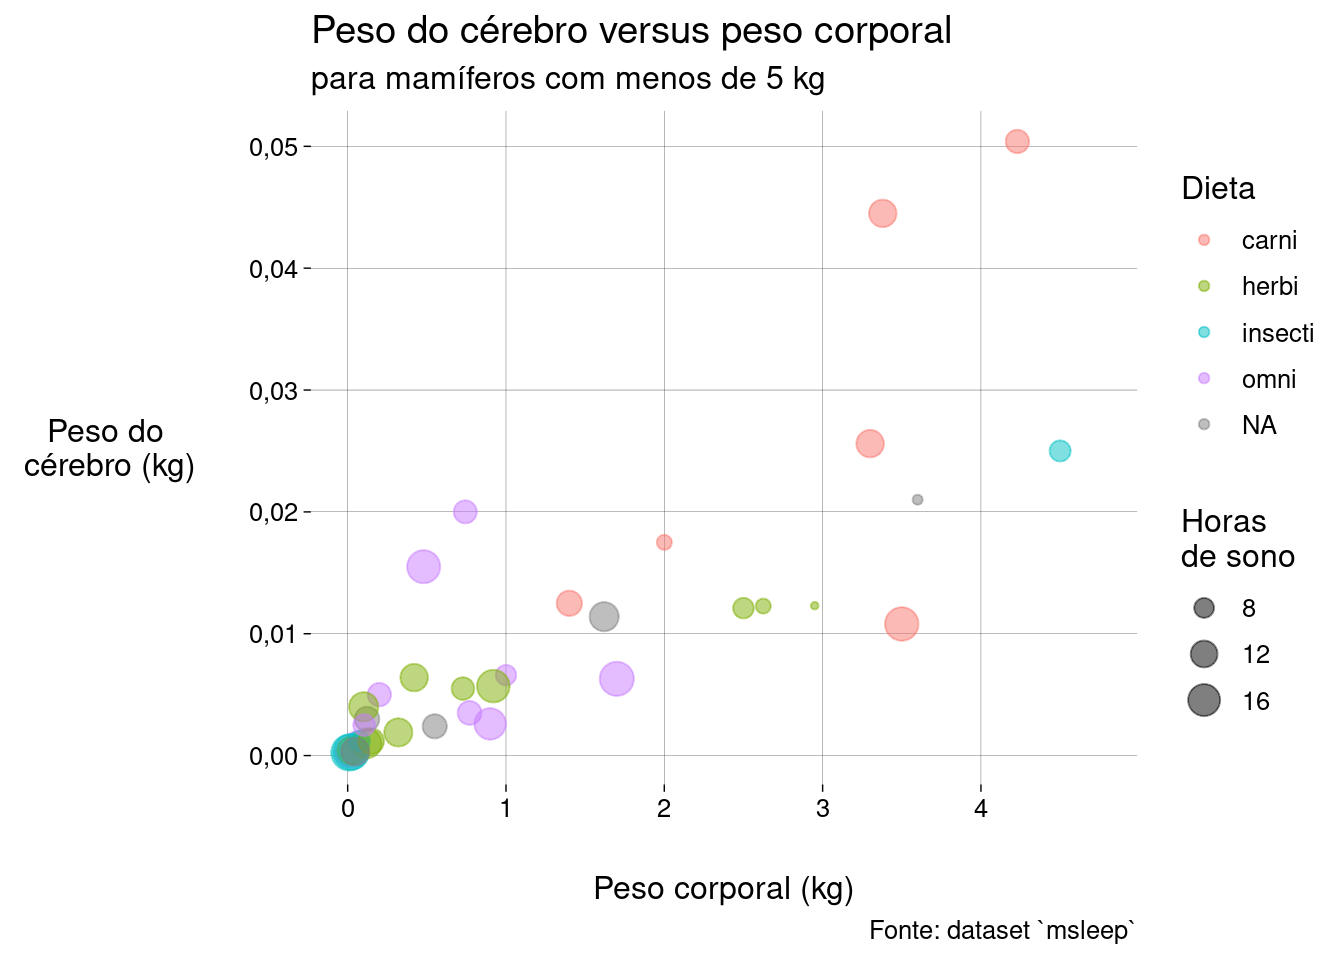 Peso do cérebro versus peso corporal
para mamíferos com menos de 5 kg
0,05
0,04
0,03
0,02
0,01
0,00
Peso do
cérebro (kg)
0 1 2 3 4
Peso corporal (kg)
Fonte: dataset `msleep`
Dieta
carni
herbi
insecti
omni
NA
Horas
de sono
8
12
16